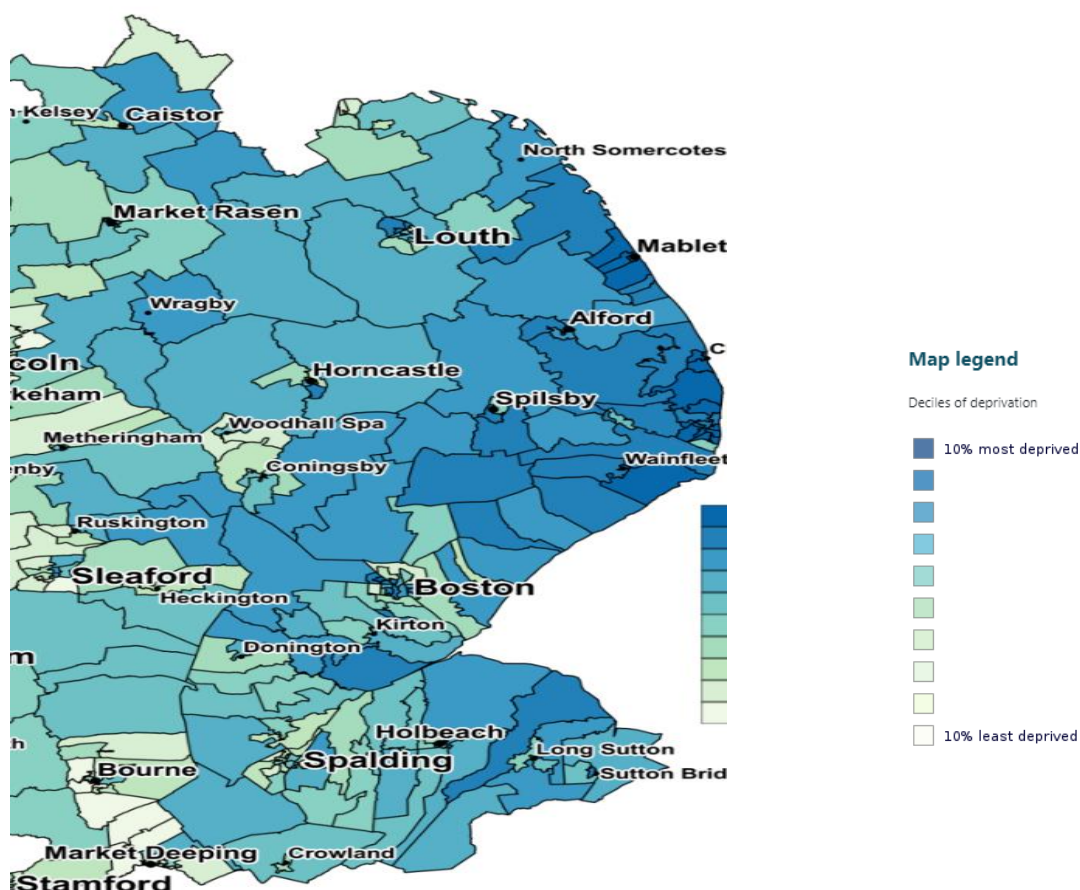 n Kelsey
Caistor
North Somercotes
Market Rasen
Louth
Mablet
Wragby
Alford
C
coln
Horncastle
rkeham
Spilsby
Woodhall Spa
Metheringham
Coningsby
Wainfleet
enby
Ruskington
Sleaford
Boston
Heckington
Kirton
Donington
m
Holbeach
th
Long Sutton
Spalding
Bourne
Sutton Brid
Market Deeping
Crowland
Stamford
Map legend
Deciles of deprivation
10% most deprived
10% least deprived